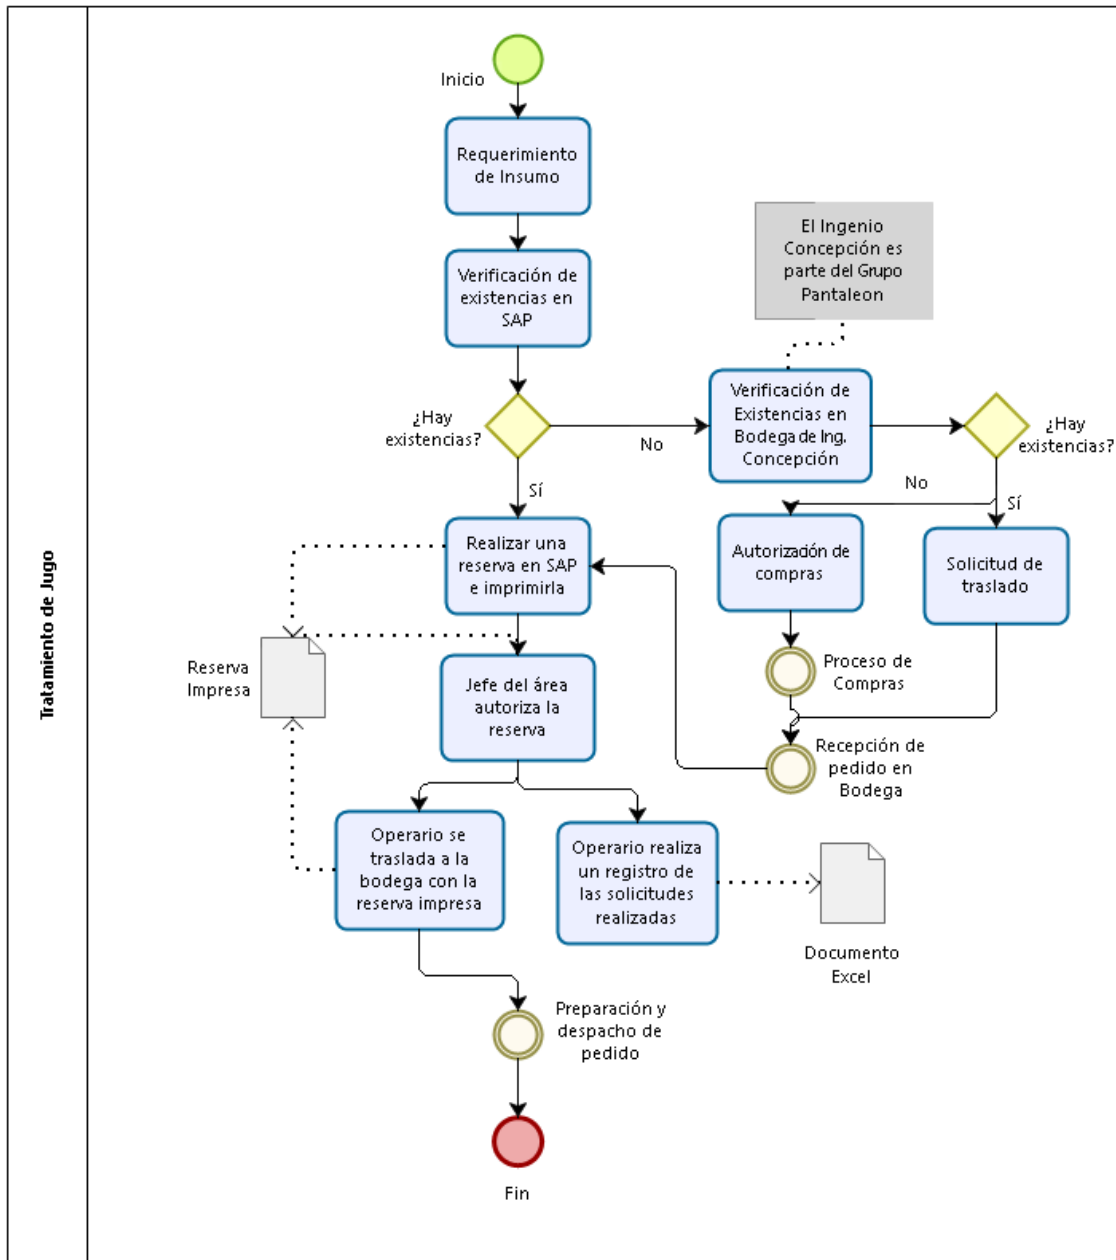 Tratamiento de Jugo
Inicio
Requerimiento
de Insumo
Verificación de
existencias en
SAP
El Ingenio
Concepción es
parte del Grupo
Pantaleon
¿Hay
existencias?
No
Verificación de
Existencias en
Bodega de Ing.
Concepción
¿Hay
existencias?
Sí
No
Sí
Realizar una
reserva en SAP
e imprimirla
Autorización de
compras
Solicitud de
traslado
Reserva
Impresa
Jefe del área
autoriza la
reserva
Proceso de
Compras
Recepción de
pedido en
Bodega
Operario se
traslada a la
bodega con la
reserva impresa
Operario realiza
un registro de
las solicitudes
realizadas
Documento
Excel
Preparación y
despacho de
pedido
Fin